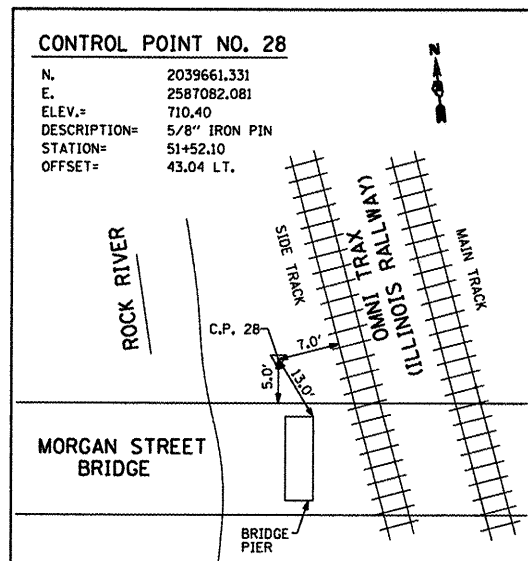 CONTROL POINT NO. 28
N. 2039661.331
E. 2587082.081
ELEV.= 710.40
DESCRIPTION= 5/8" IRON PIN
STATION= 51+52.10
OFFSET= 43.04 LT.
N
ROCK RIVER
SIDE TRACK
OMNI TRAX
(ILLINOIS RALLWAY)
MAIN TRACK
C.P. 28
7.0'
5.0'
13.0'
MORGAN STREET
BRIDGE
BRIDGE
PIER